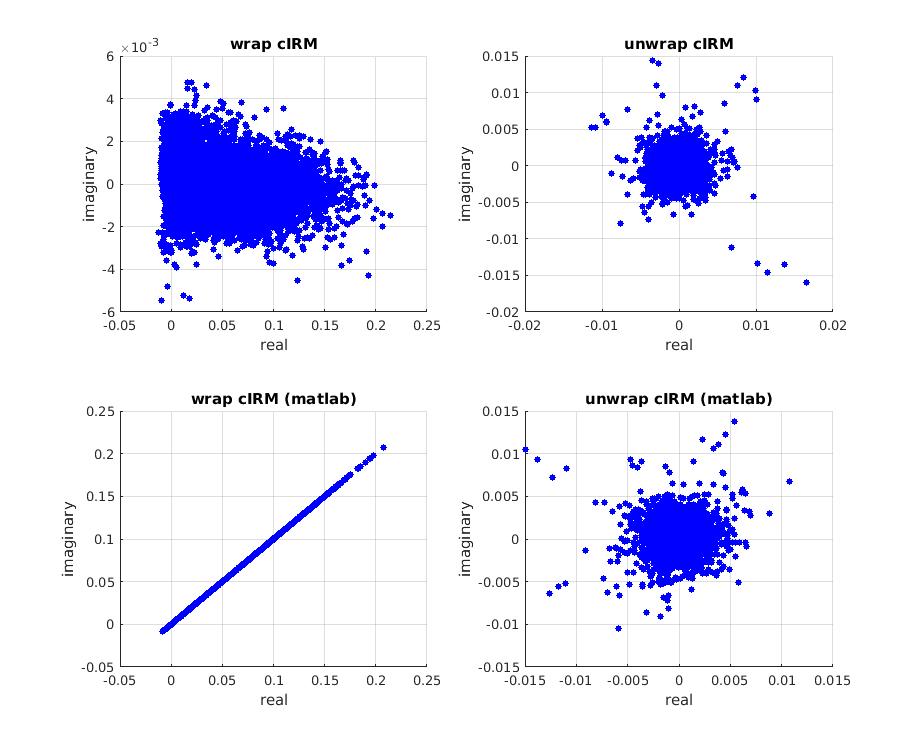 wrap cIRM
×10-3
6
4
2
0
-2
-4
-6
imaginary
-0.05 0 0.05 0.1 0.15 0.2 0.25
real
unwrap cIRM
0.015
0.01
0.005
0
-0.005
-0.01
-0.015
-0.02
imaginary
-0.02 -0.01 0 0.01 0.02
real
wrap cIRM (matlab)
0.25
0.2
0.15
0.1
0.05
0
-0.05
imaginary
-0.05 0 0.05 0.1 0.15 0.2 0.25
real
unwrap cIRM (matlab)
0.015
0.01
0.005
0
-0.005
-0.01
-0.015
imaginary
-0.015 -0.01 -0.005 0 0.005 0.01 0.015
real